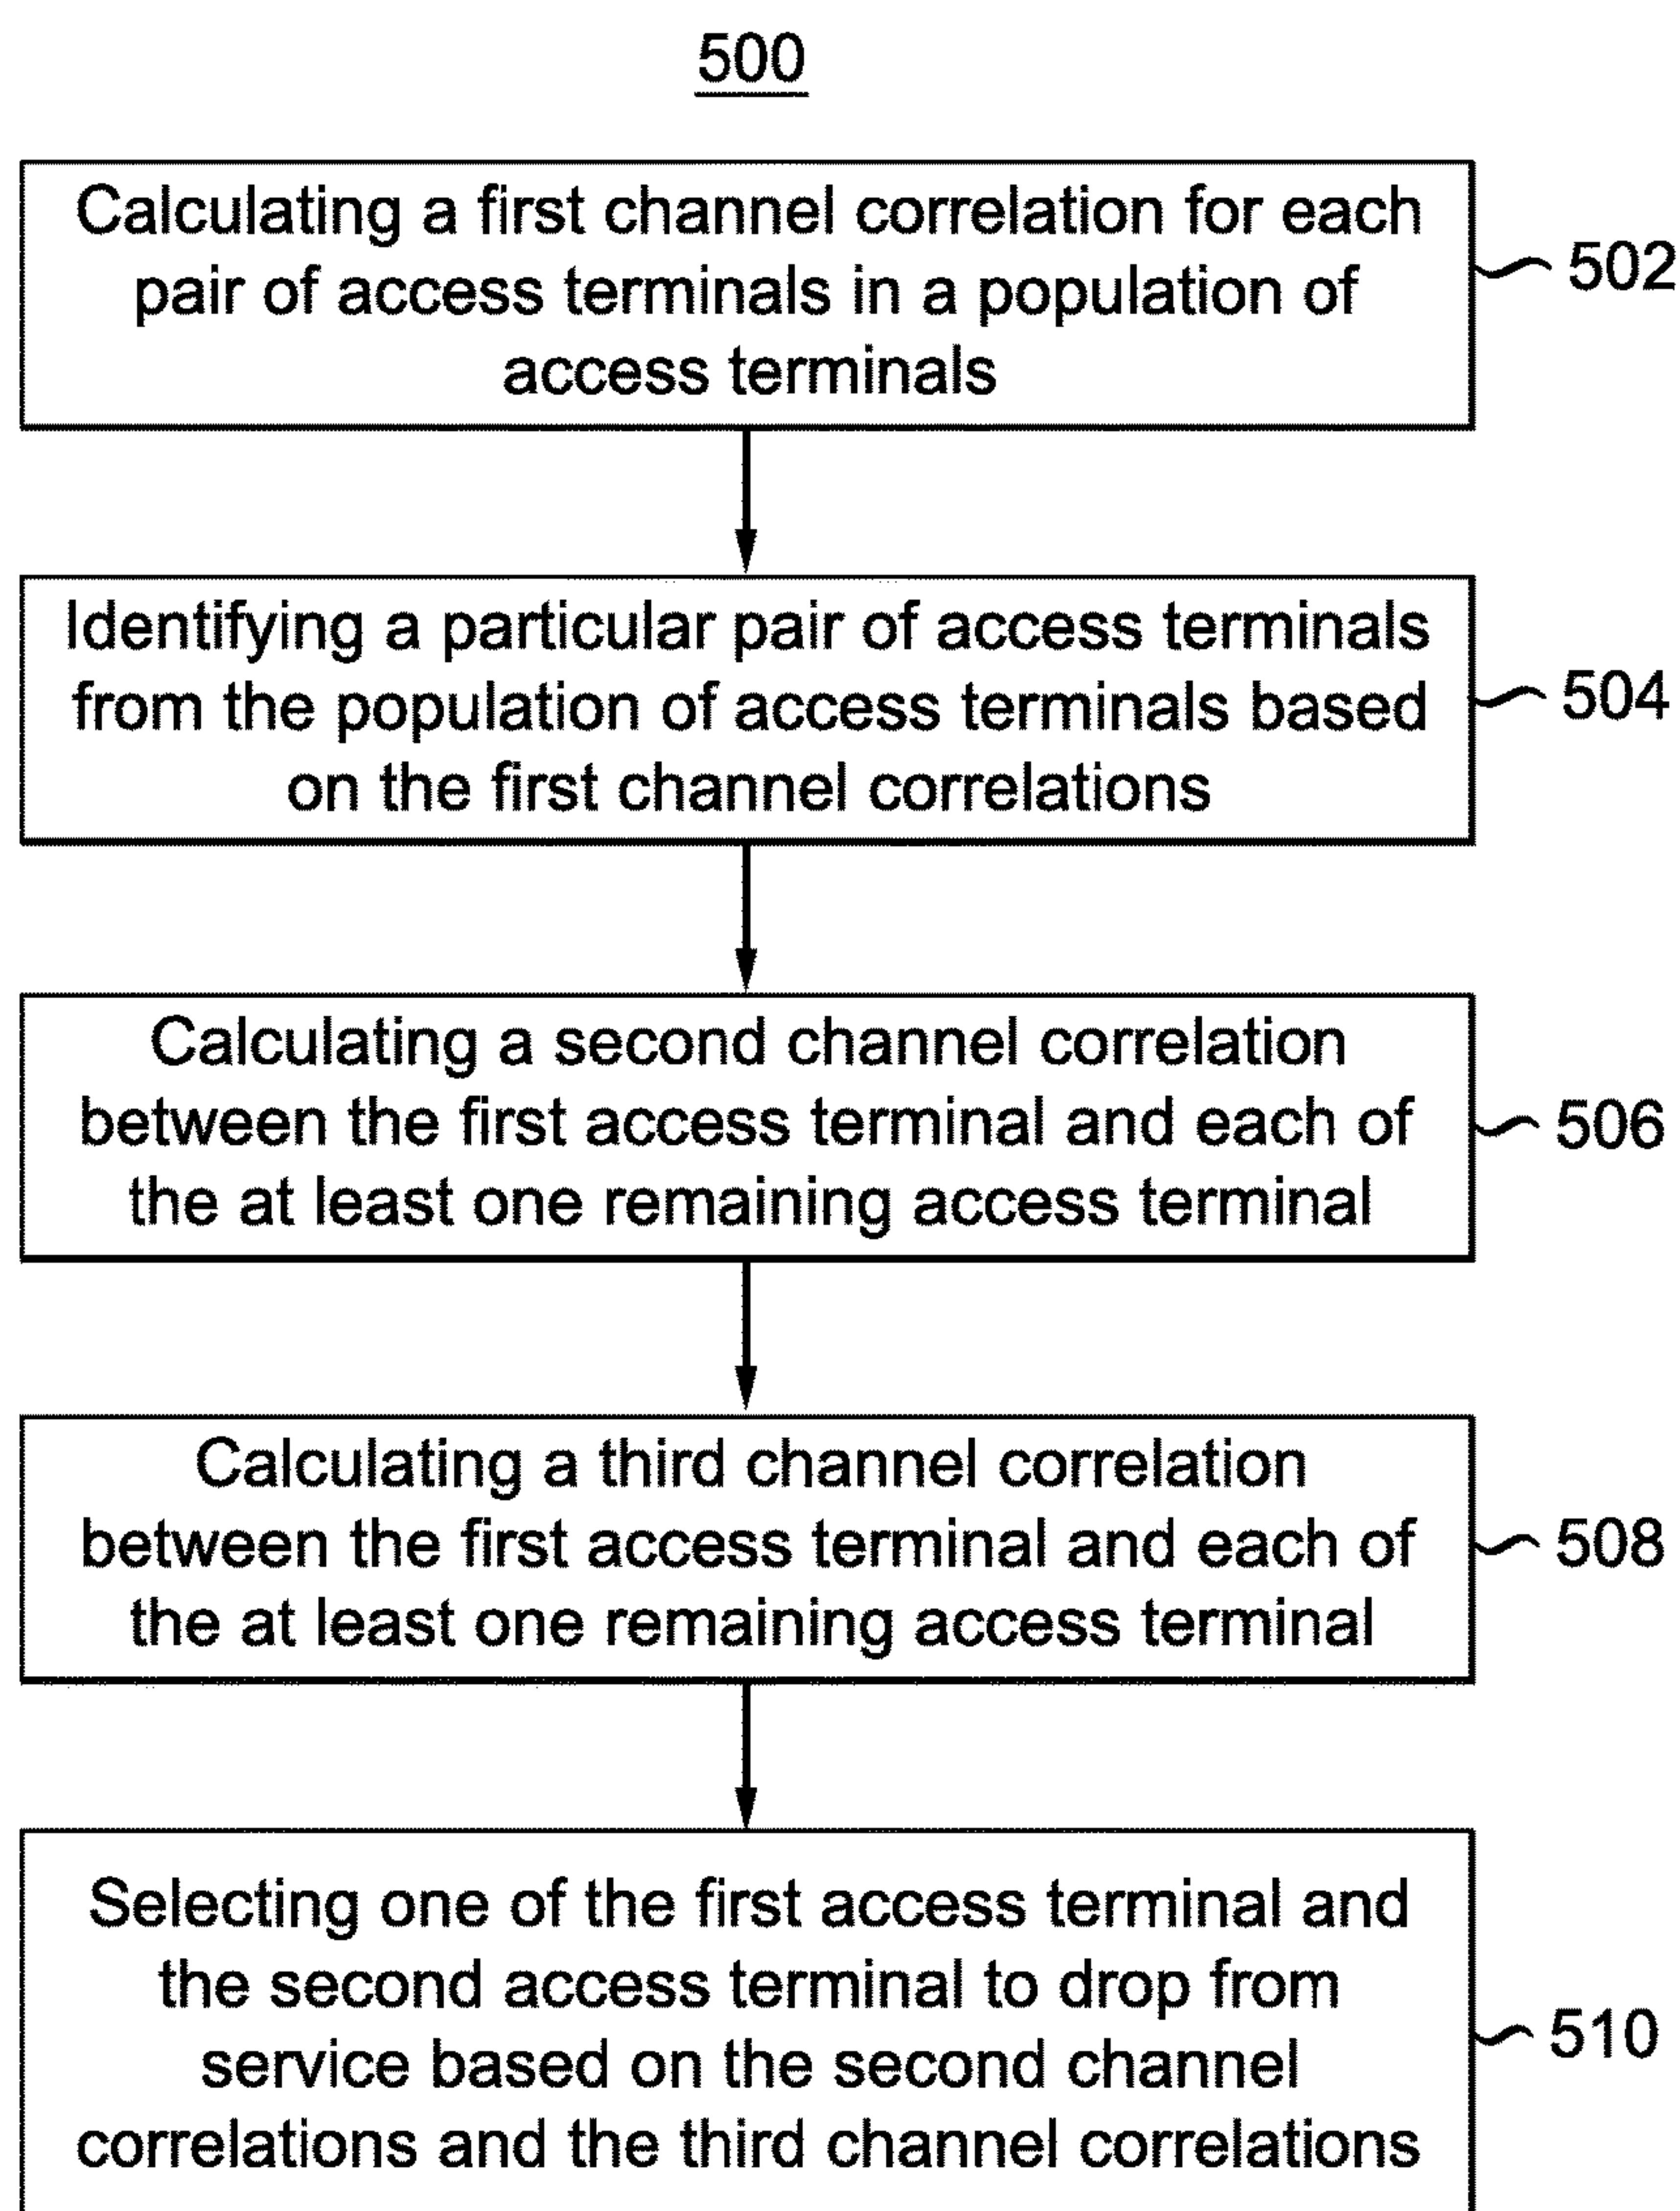 500
Calculating a first channel correlation for each
pair of access terminals in a population of
access terminals
502
Identifying a particular pair of access terminals
from the population of access terminals based
on the first channel correlations
504
Calculating a second channel correlation
between the first access terminal and each of
the at least one remaining access terminal
506
Calculating a third channel correlation
between the first access terminal and each of
the at least one remaining access terminal
508
Selecting one of the first access terminal and
the second access terminal to drop from
service based on the second channel
correlations and the third channel correlations
510